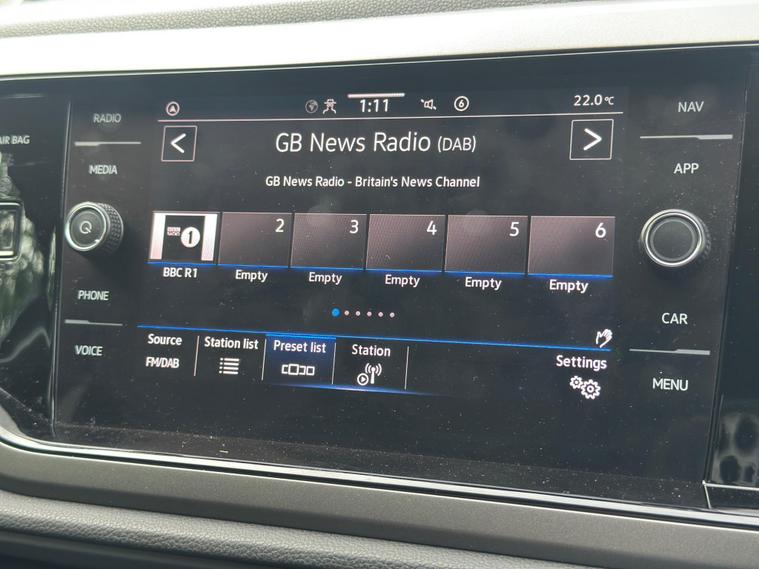 AIR BAG
RADIO
MEDIA
PHONE
VOICE
1:11
6
22.0°C
GB News Radio (DAB)
GB News Radio - Britain's News Channel
1
2
3
4
5
6
BBC R1
Empty
Empty
Empty
Empty
Empty
Source
FM/DAB
Station list
Preset list
Station
Settings
NAV
APP
CAR
MENU